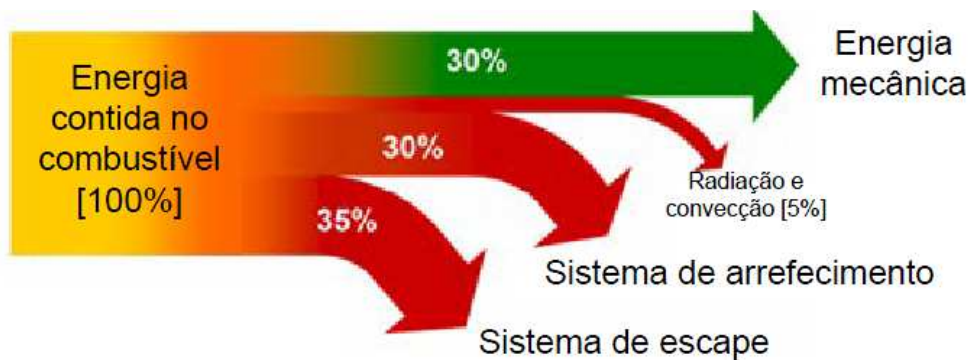 Energia
contida no
combustível
[100%]
30%
Energia
mecânica
30%
Radiação e
convecção [5%]
35%
Sistema de arrefecimento
Sistema de escape